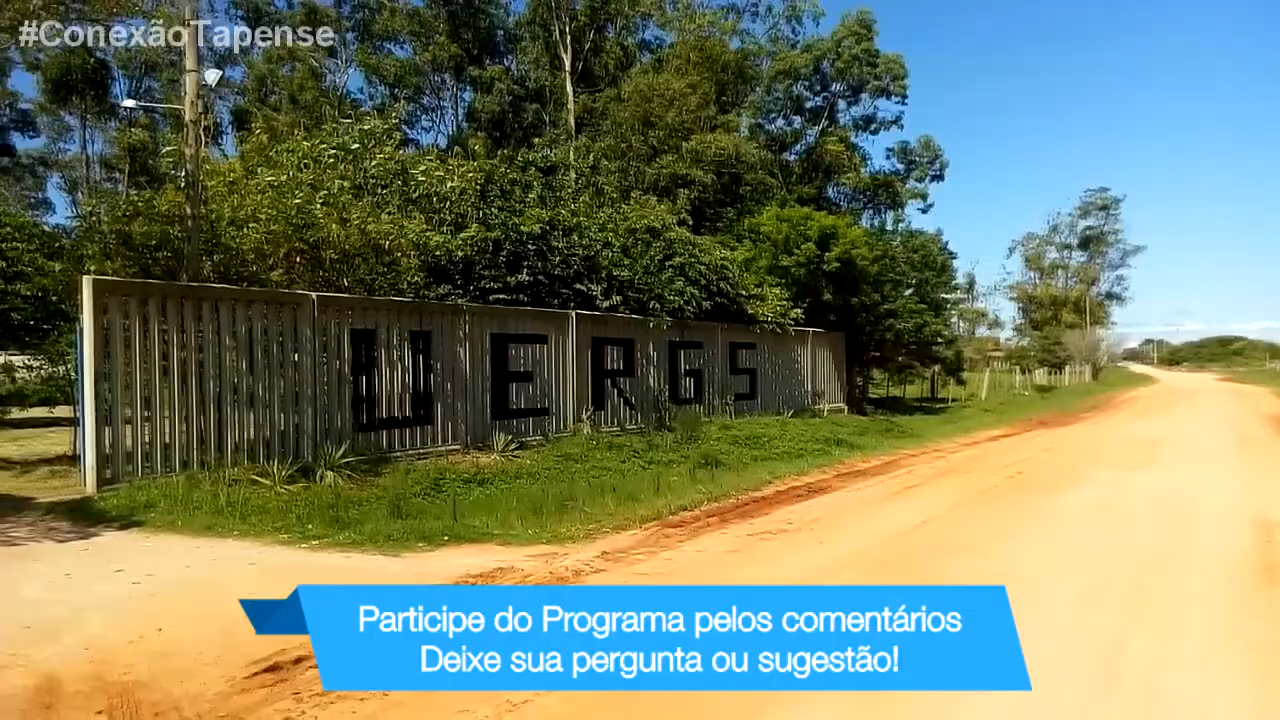 #ConexãoTapense
UERGS
Participe do Programa pelos comentários
Deixe sua pergunta ou sugestão!